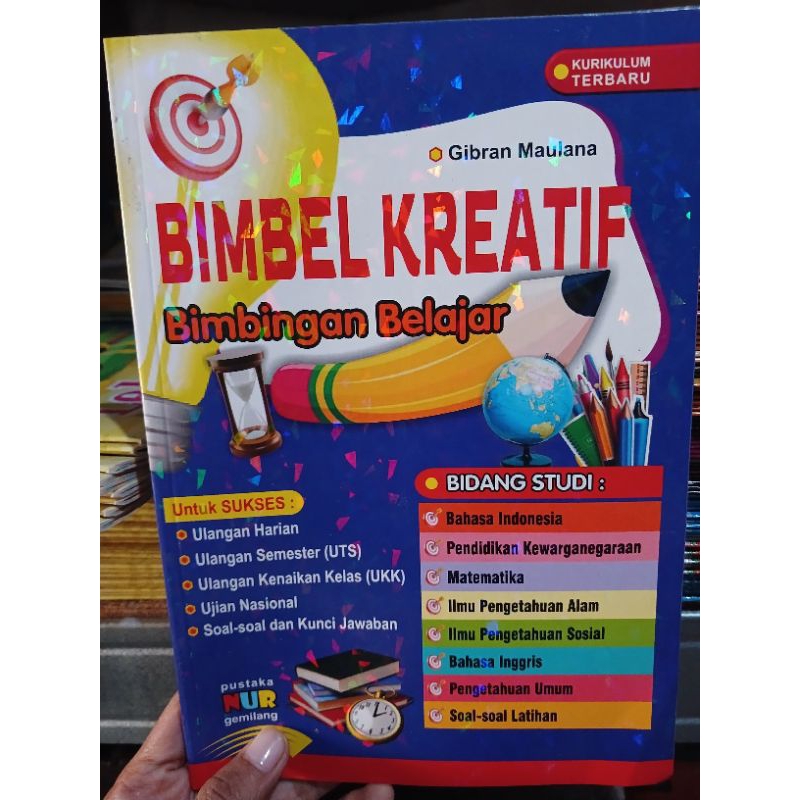 KURIKULUM
TERBARU
Gibran Maulana
BIMBEL KREATIF
Bimbingan Belajar
Untuk SUKSES :
Ulangan Harian
Ulangan Semester (UTS)
Ulangan Kenaikan Kelas (UKK)
Ujian Nasional
Soal-soal dan Kunci Jawaban
BIDANG STUDI :
Bahasa Indonesia
Pendidikan Kewarganegaraan
Matematika
Ilmu Pengetahuan Alam
Ilmu Pengetahuan Sosial
Bahasa Inggris
Pengetahuan Umum
Soal-soal Latihan
pustaka
NUR
gemilang